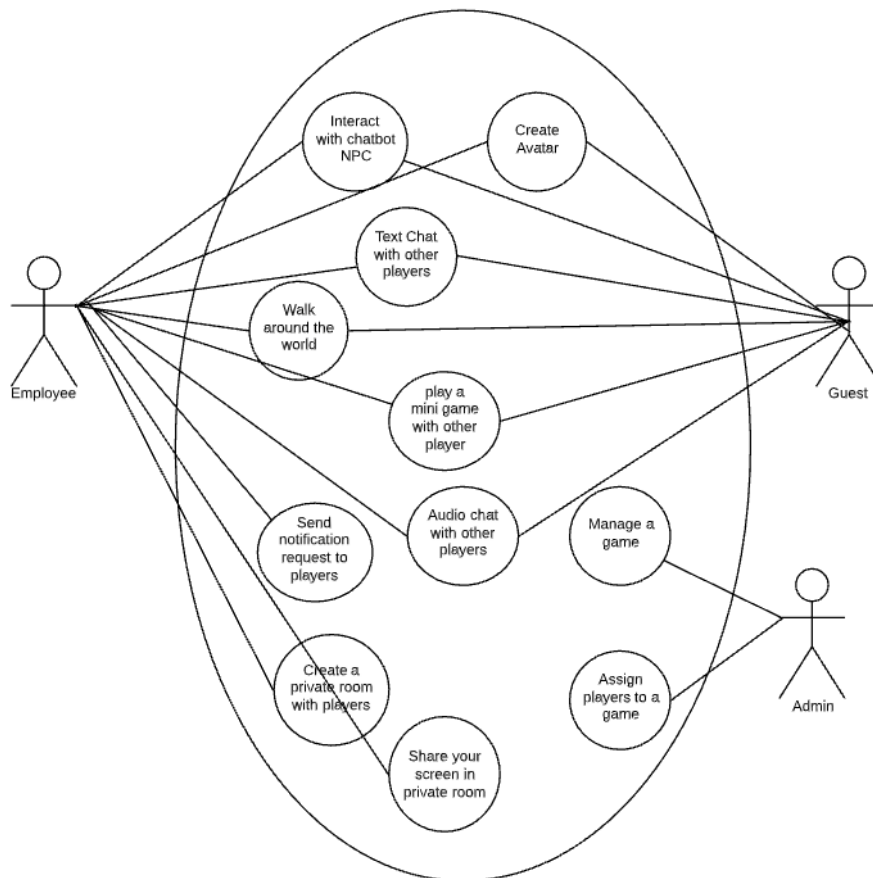 Interact
with chatbot
NPC
Create
Avatar
Text Chat
with other
players
Walk
around the
world
Employee
Guest
play a
mini game
with other
player
Send
notification
request to
players
Audio chat
with other
players
Manage a
game
Create a
private room
with players
Assign
players to a
game
Admin
Share your
screen in
private room